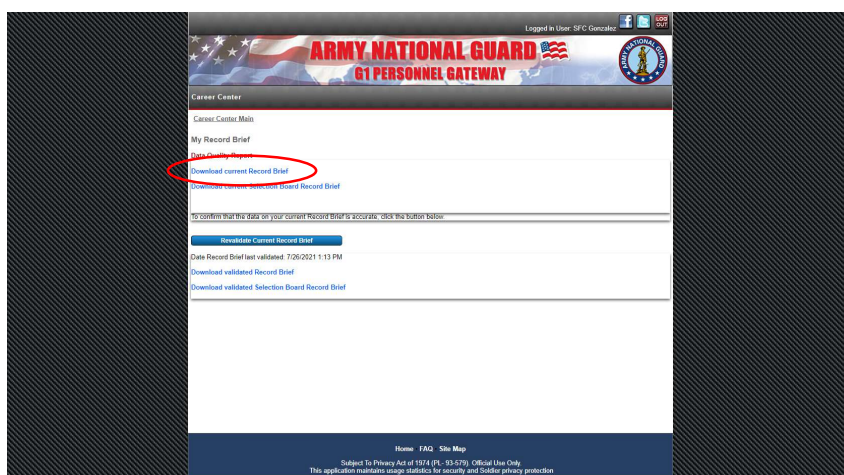 Logged in User: SFC Gonzalez
LOG
OUT
ARMY NATIONAL GUARD
G1 PERSONNEL GATEWAY
ARMY NATIONAL GUARD
Career Center
Career Center Main
My Record Brief
Data Quality Report
Download current Record Brief
Download current Selection Board Record Brief
To confirm that the data on your current Record Brief is accurate, click the button below.
Revalidate Current Record Brief
Date Record Brief last validated: 7/26/2021 1:13 PM
Download validated Record Brief
Download validated Selection Board Record Brief
Home FAQ Site Map
Subject To Privacy Act of 1974 (PL- 93-579). Official Use Only.
This application maintains usage statistics for security and Soldier privacy protection